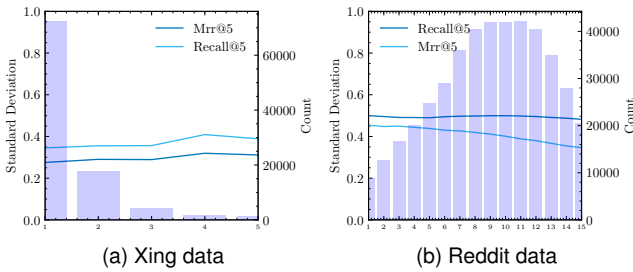 1.0
0.8
0.6
0.4
0.2
0.0
Standard Deviation
Mrr@5
Recall@5
60000
40000
20000
0
Count
1 2 3 4 5
(a) Xing data
1.0
0.8
0.6
0.4
0.2
0.0
Standard Deviation
Recall@5
Mrr@5
40000
30000
20000
10000
0
Count
1 2 3 4 5 6 7 8 9 10 11 12 13 14 15
(b) Reddit data